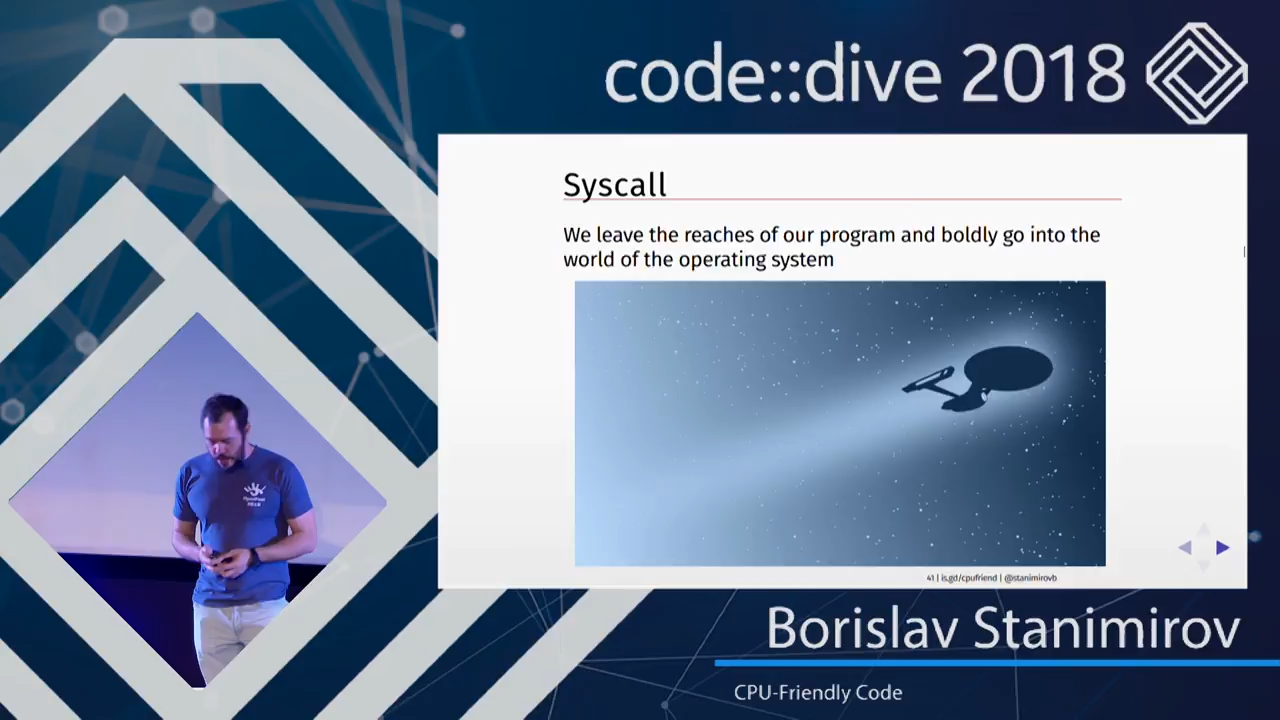 code::dive 2018
Syscall
We leave the reaches of our program and boldly go into the
world of the operating system
41 | is.gd/cpufriend | @stanimirovb
Borislav Stanimirov
CPU-Friendly Code